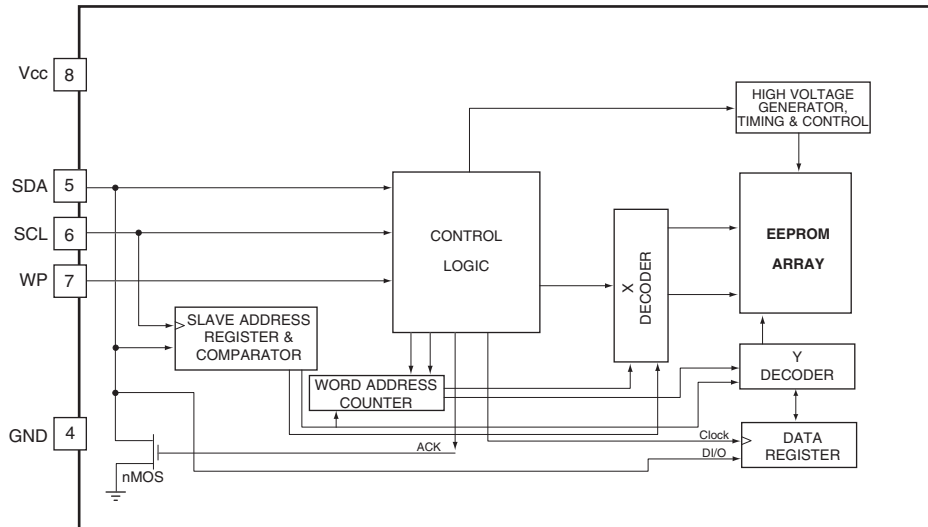 Vcc
8
HIGH VOLTAGE
GENERATOR,
TIMING & CONTROL
SDA
5
SCL
6
WP
7
CONTROL
LOGIC
X
DECODER
EEPROM
ARRAY
SLAVE ADDRESS
REGISTER &
COMPARATOR
WORD ADDRESS
COUNTER
Y
DECODER
GND
4
nMOS
ACK
Clock
DI/O
DATA
REGISTER